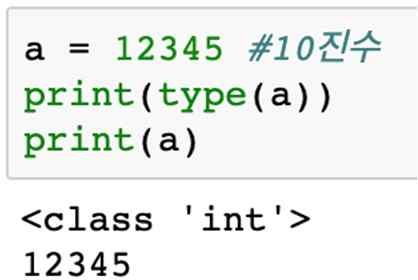 a = 12345 #10진수
print(type(a))
print(a)
<class 'int'>
12345